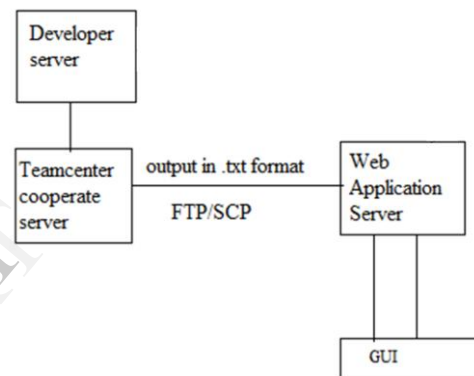 Developer
server
Teamcenter
cooperate
server
output in .txt format
FTP/SCP
Web
Application
Server
GUI